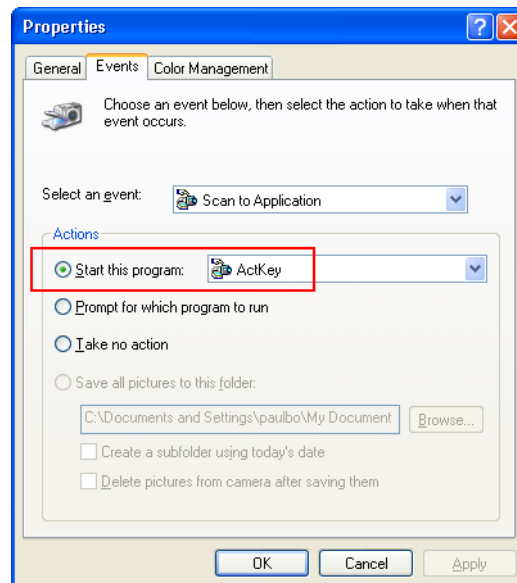 Properties
General Events Color Management
Choose an event below, then select the action to take when that
event occurs.
Select an event: Scan to Application
Actions
Start this program: ActKey
Prompt for which program to run
Take no action
Save all pictures to this folder:
C:\Documents and Settings\paulbo\My Document Browse...
Create a subfolder using today's date
Delete pictures from camera after saving them
OK Cancel Apply